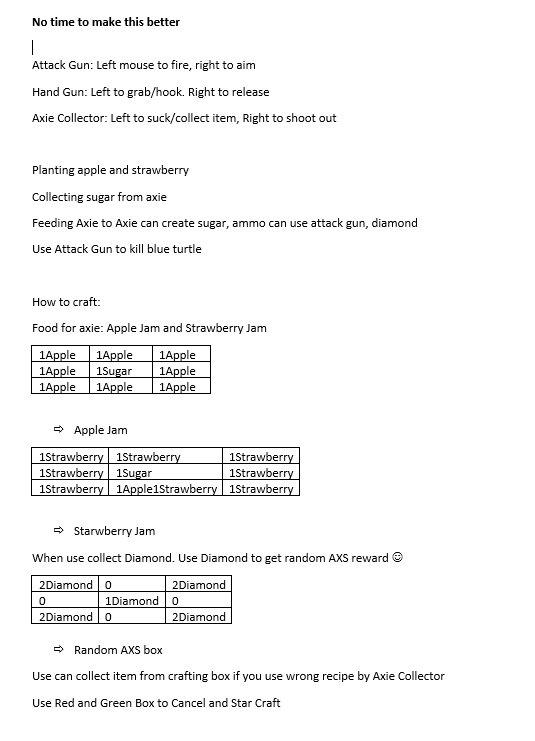 No time to make this better
Attack Gun: Left mouse to fire, right to aim
Hand Gun: Left to grab/hook. Right to release
Axie Collector: Left to suck/collect item, Right to shoot out
Planting apple and strawberry
Collecting sugar from axie
Feeding Axie to Axie can create sugar, ammo can use attack gun, diamond
Use Attack Gun to kill blue turtle
How to craft:
Food for axie: Apple Jam and Strawberry Jam
1Apple 1Apple 1Apple
1Apple 1Sugar 1Apple
1Apple 1Apple 1Apple
⇨ Apple Jam
1Strawberry 1Strawberry 1Strawberry
1Strawberry 1Sugar 1Strawberry
1Strawberry 1Apple1Strawberry 1Strawberry
⇨ Starwberry Jam
When use collect Diamond. Use Diamond to get random AXS reward ☺
2Diamond 0 2Diamond
0 1Diamond 0
2Diamond 0 2Diamond
⇨ Random AXS box
Use can collect item from crafting box if you use wrong recipe by Axie Collector
Use Red and Green Box to Cancel and Star Craft